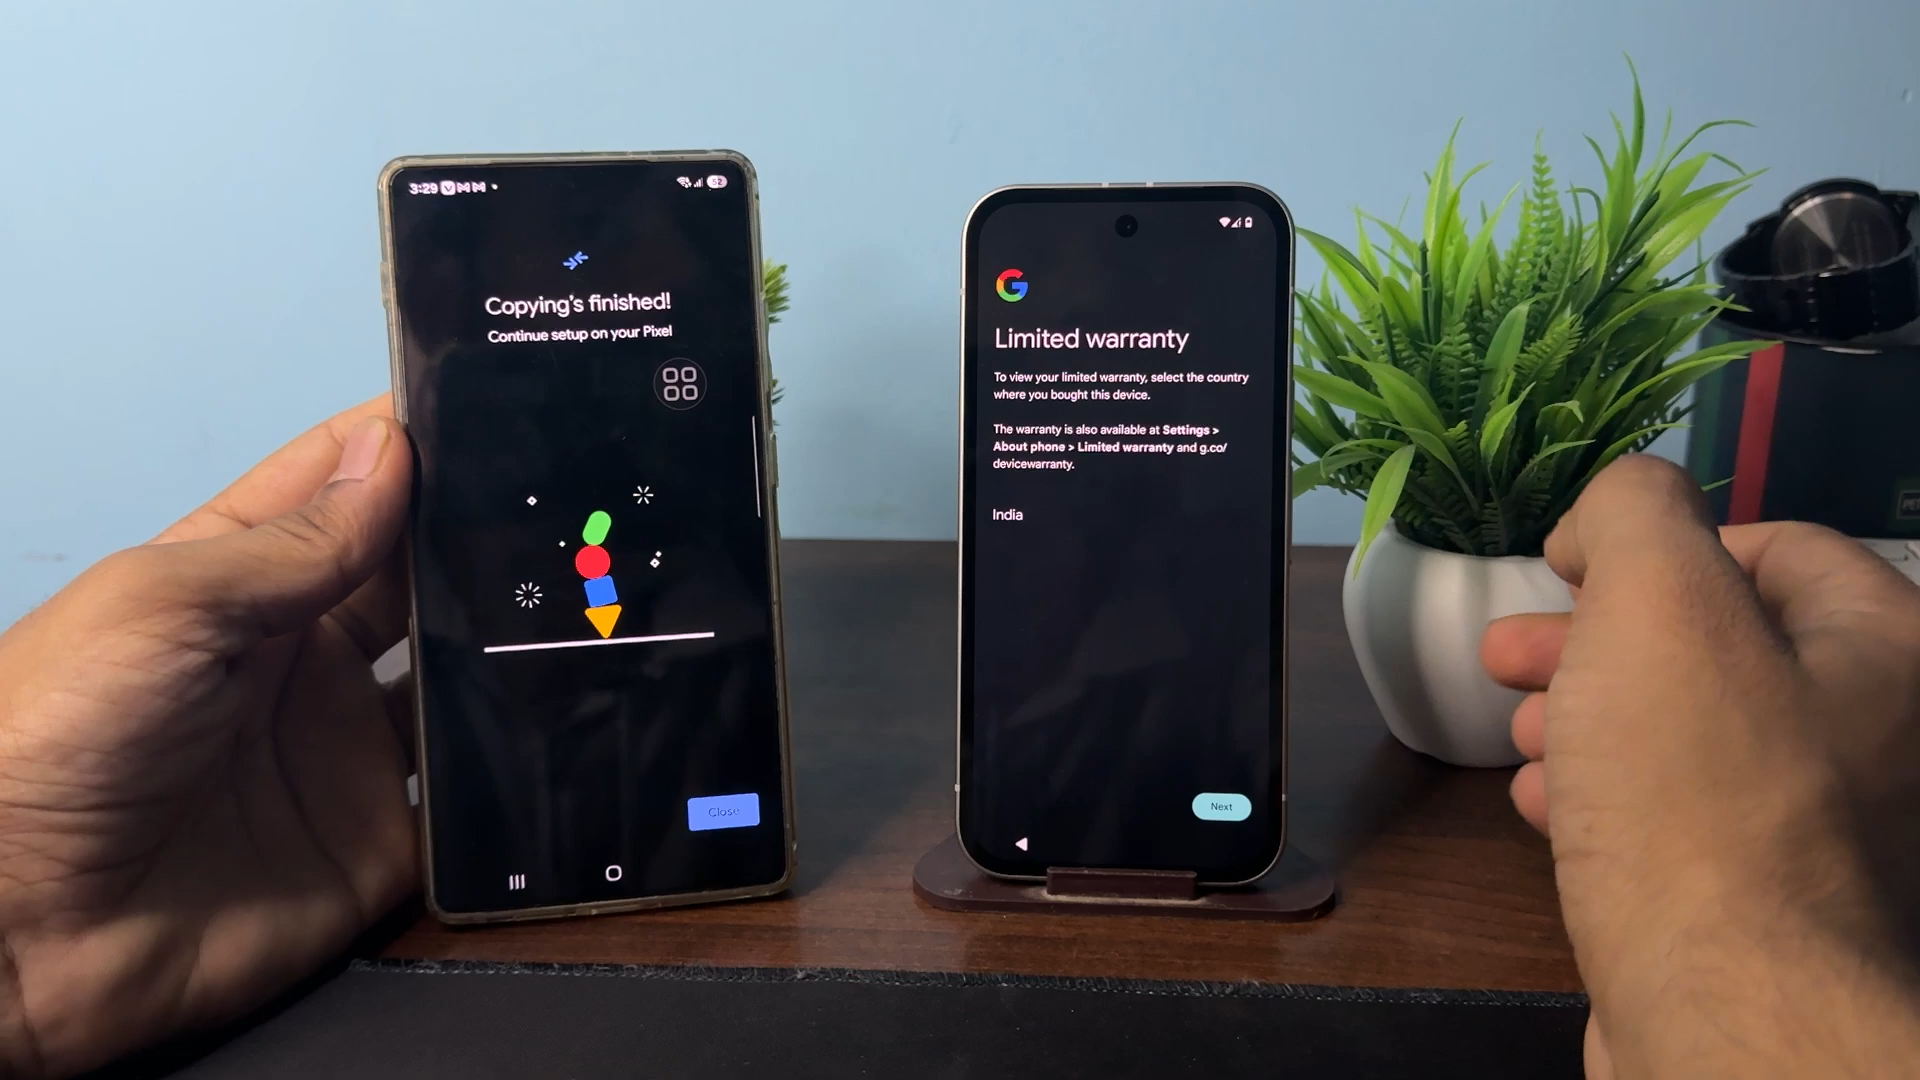 3:29
52
Copying's finished!
Continue setup on your Pixel
Close
G
Limited warranty
To view your limited warranty, select the country
where you bought this device.
The warranty is also available at Settings >
About phone > Limited warranty and g.co/
devicewarranty.
India
Next